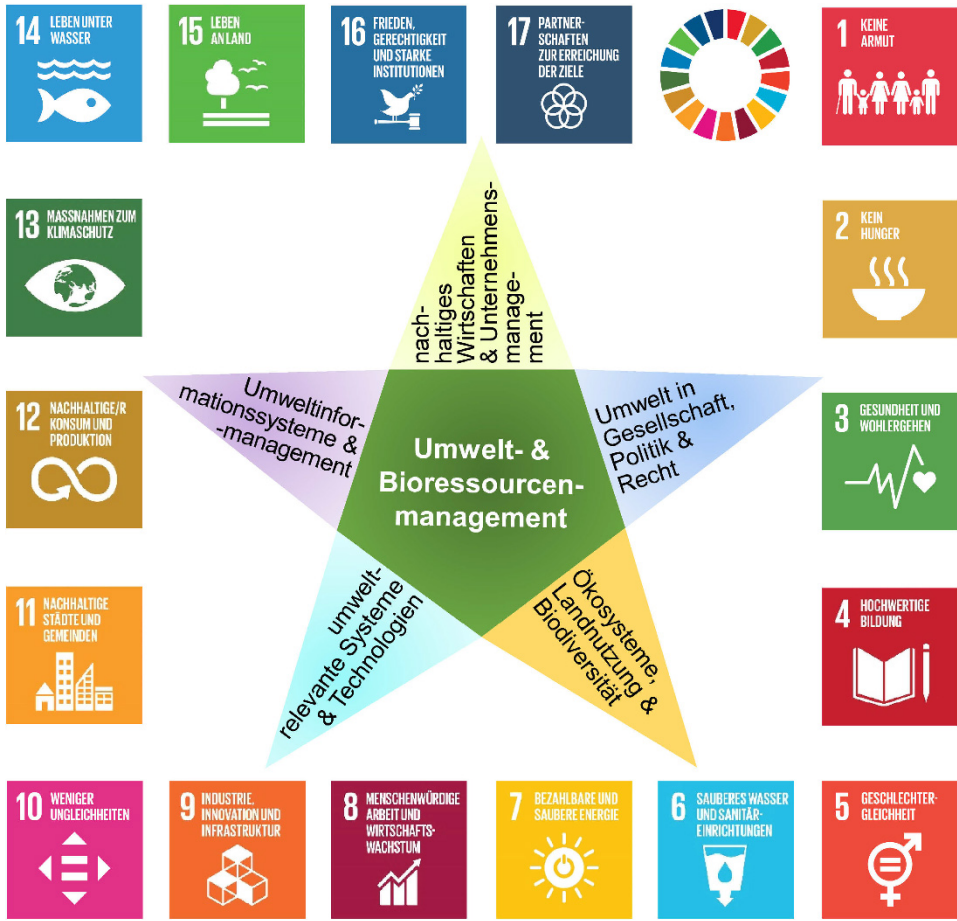 14 LEBEN UNTER
WASSER
15 LEBEN
AN LAND
16 FRIEDEN,
GERECHTIGKEIT
UND STARKE
INSTITUTIONEN
17 PARTNER-
SCHAFTEN
ZUR ERREICHUNG
DER ZIELE
1 KEINE
ARMUT
13 MASSNAHMEN ZUM
KLIMASCHUTZ
nach-
haltiges
Wirtschaften
& Unternehmens-
manage-
ment
2 KEIN
HUNGER
12 NACHHALTIGE/R
KONSUM UND
PRODUKTION
Umweltinfor-
mationssysteme &
-management
Umwelt- &
Bioressourcen-
management
Umwelt in
Gesellschaft,
Politik &
Recht
3 GESUNDHEIT UND
WOHLERGEHEN
11 NACHHALTIGE
STÄDTE UND
GEMEINDEN
umwelt-
relevante Systeme
& Technologien
Ökosysteme,
Landnutzung &
Biodiversität
4 HOCHWERTIGE
BILDUNG
10 WENIGER
UNGLEICHHEITEN
9 INDUSTRIE,
INNOVATION UND
INFRASTRUKTUR
8 MENSCHENWÜRDIGE
ARBEIT UND
WIRTSCHAFTS-
WACHSTUM
7 BEZAHLBARE UND
SAUBERE ENERGIE
6 SAUBERES WASSER
UND SANITÄR-
EINRICHTUNGEN
5 GESCHLECHTER-
GLEICHHEIT